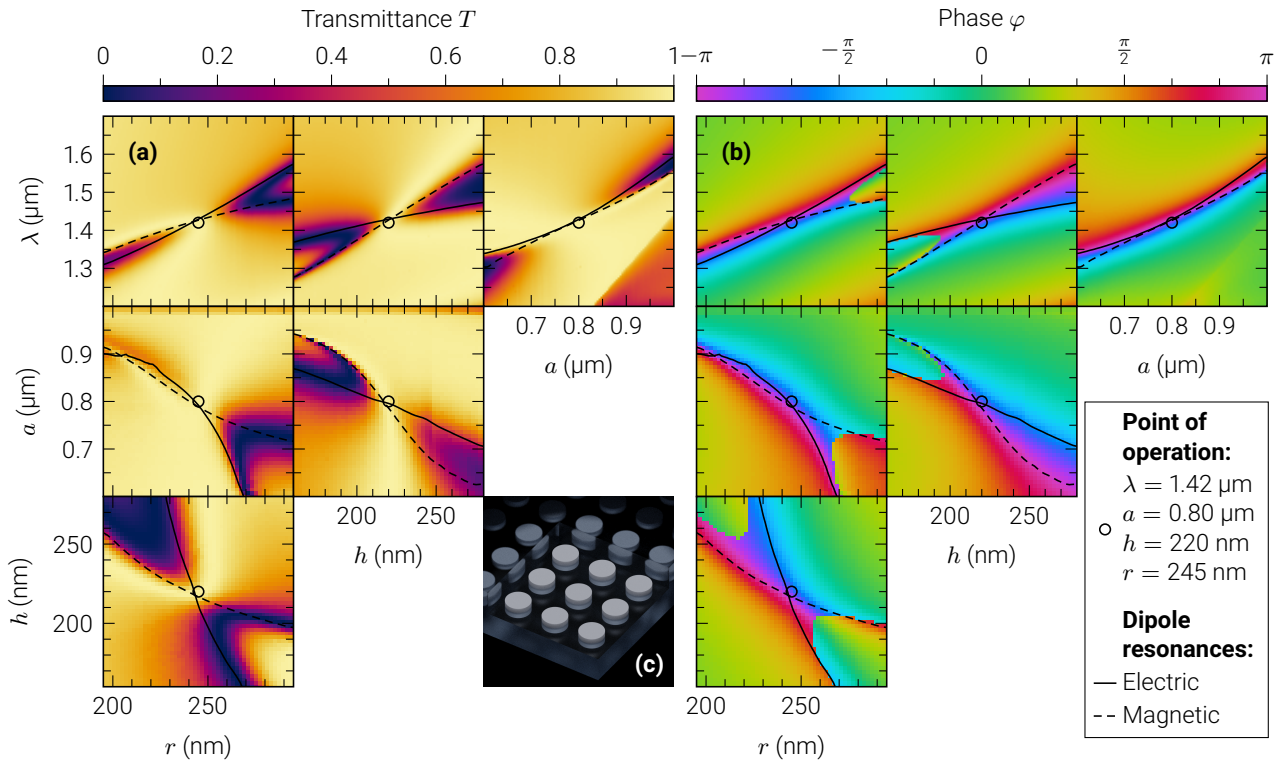 Transmittance T
Phase φ
0 0.2 0.4 0.6 0.8 1
−π −π/2 0 π/2 π
(a)
(b)
1.6
1.5
1.4
1.3
λ (µm)
λ (µm)
0.7 0.8 0.9
0.7 0.8 0.9
a (µm)
a (µm)
0.9
0.8
0.7
a (µm)
200 250
200 250
h (nm)
h (nm)
250
200
h (nm)
200 250
200 250
r (nm)
r (nm)
(c)
Point of
operation:
λ = 1.42 µm
a = 0.80 µm
h = 220 nm
r = 245 nm
Dipole
resonances:
Electric
Magnetic